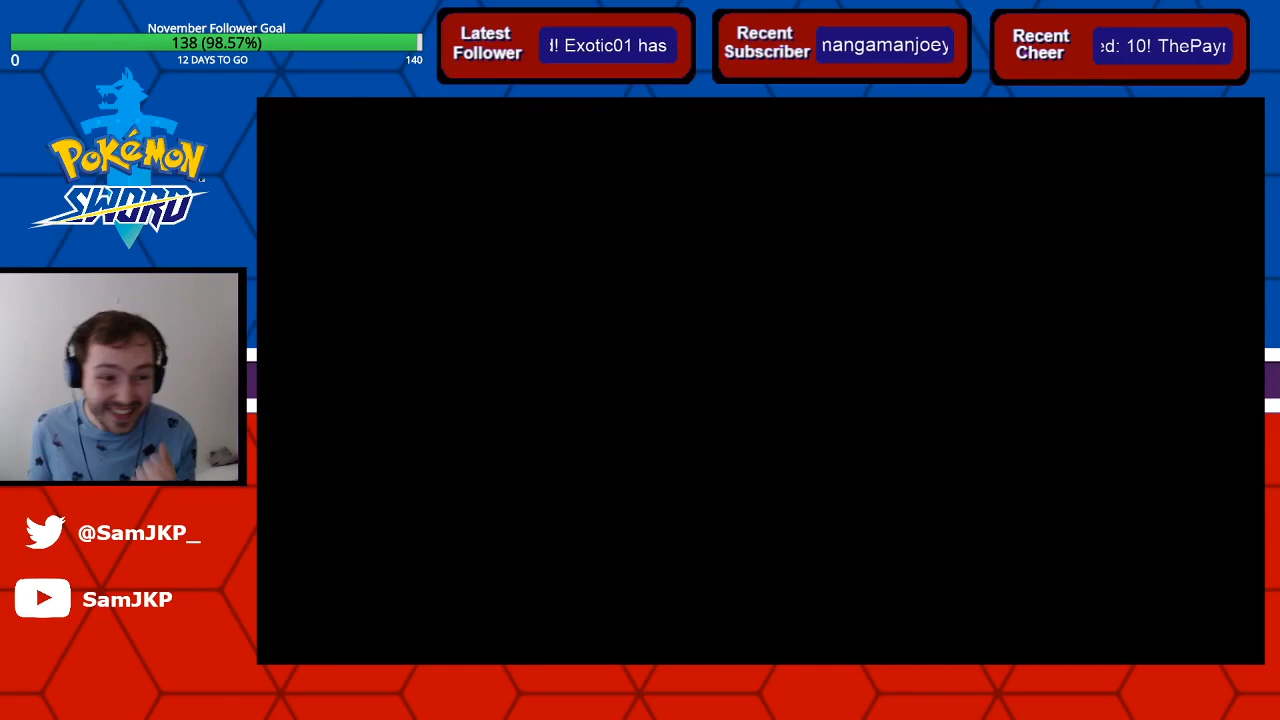 November Follower Goal
138 (98.57%)
0
12 DAYS TO GO
140
Latest
Follower
! Exotic01 has
Recent
Subscriber
nangamanjoey
Recent
Cheer
ed: 10! ThePayr
POKÉMON
SWORD
@SamJKP_
SamJKP